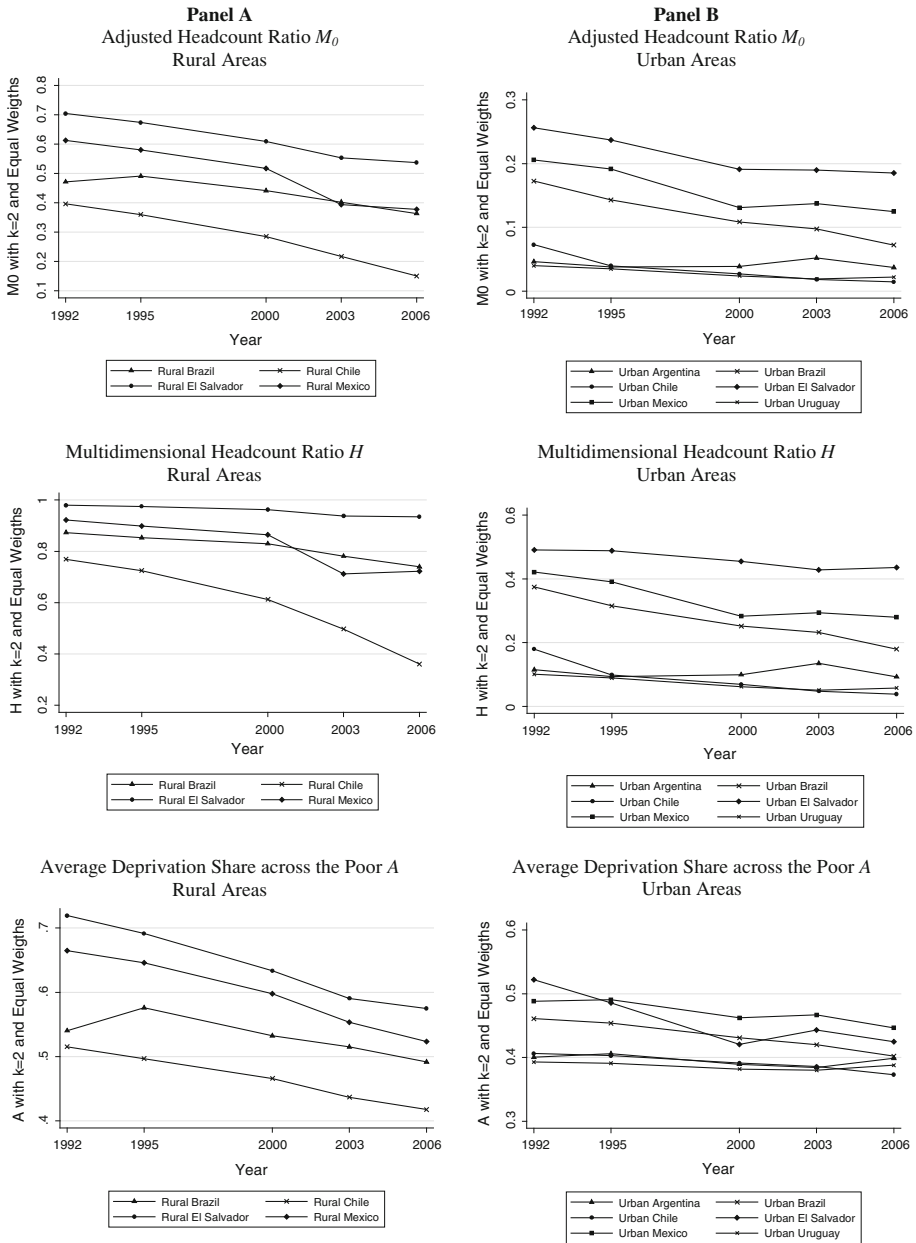 Panel A
Adjusted Headcount Ratio M0
Rural Areas
M0 with k=2 and Equal Weigths
0.8
0.7
0.6
0.5
0.4
0.3
0.2
0.1
1992 1995 2000 2003 2006
Year
Rural Brazil Rural Chile
Rural El Salvador Rural Mexico
Panel B
Adjusted Headcount Ratio M0
Urban Areas
M0 with k=2 and Equal Weigths
0.3
0.2
0.1
0
1992 1995 2000 2003 2006
Year
Urban Argentina Urban Brazil
Urban Chile Urban El Salvador
Urban Mexico Urban Uruguay
Multidimensional Headcount Ratio H
Rural Areas
H with k=2 and Equal Weigths
1
0.8
0.6
0.4
0.2
1992 1995 2000 2003 2006
Year
Rural Brazil Rural Chile
Rural El Salvador Rural Mexico
Multidimensional Headcount Ratio H
Urban Areas
H with k=2 and Equal Weigths
0.6
0.4
0.2
0
1992 1995 2000 2003 2006
Year
Urban Argentina Urban Brazil
Urban Chile Urban El Salvador
Urban Mexico Urban Uruguay
Average Deprivation Share across the Poor A
Rural Areas
A with k=2 and Equal Weigths
.7
.6
.5
.4
1992 1995 2000 2003 2006
Year
Rural Brazil Rural Chile
Rural El Salvador Rural Mexico
Average Deprivation Share across the Poor A
Urban Areas
A with k=2 and Equal Weigths
0.6
0.5
0.4
0.3
1992 1995 2000 2003 2006
Year
Urban Argentina Urban Brazil
Urban Chile Urban El Salvador
Urban Mexico Urban Uruguay